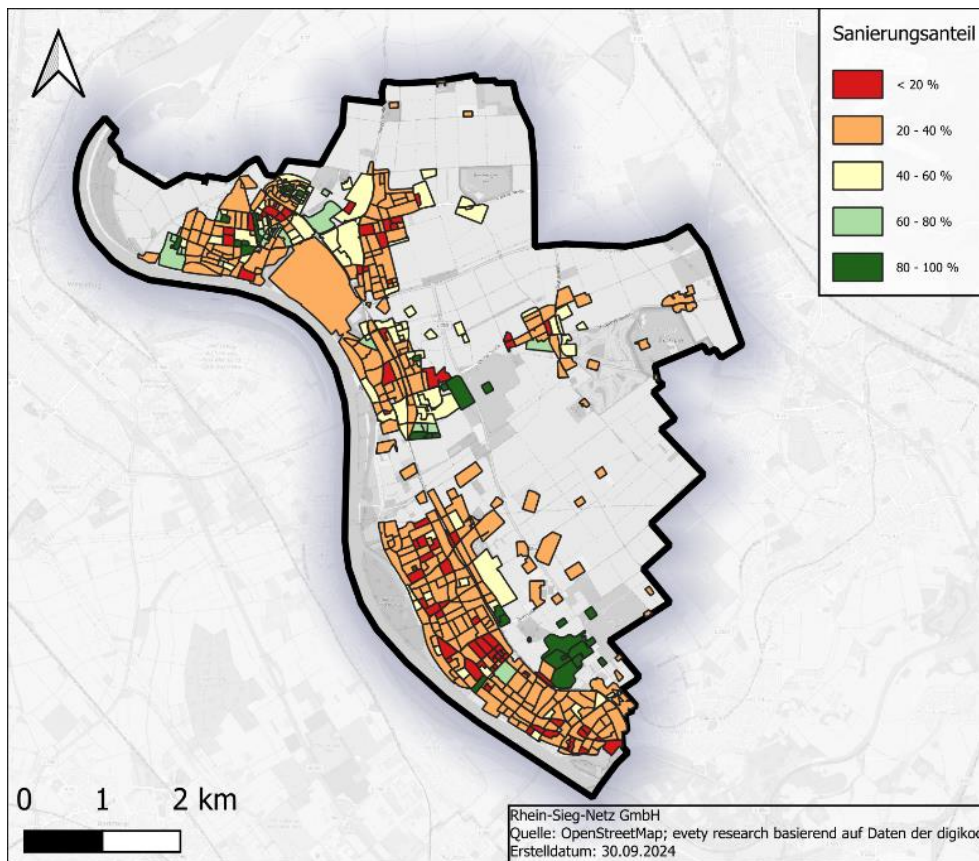 Sanierungsanteil
< 20 %
20 - 40 %
40 - 60 %
60 - 80 %
80 - 100 %
0 1 2 km
Rhein-Sieg-Netz GmbH
Quelle: OpenStreetMap; evety research basierend auf Daten der digikoo
Erstelldatum: 30.09.2024